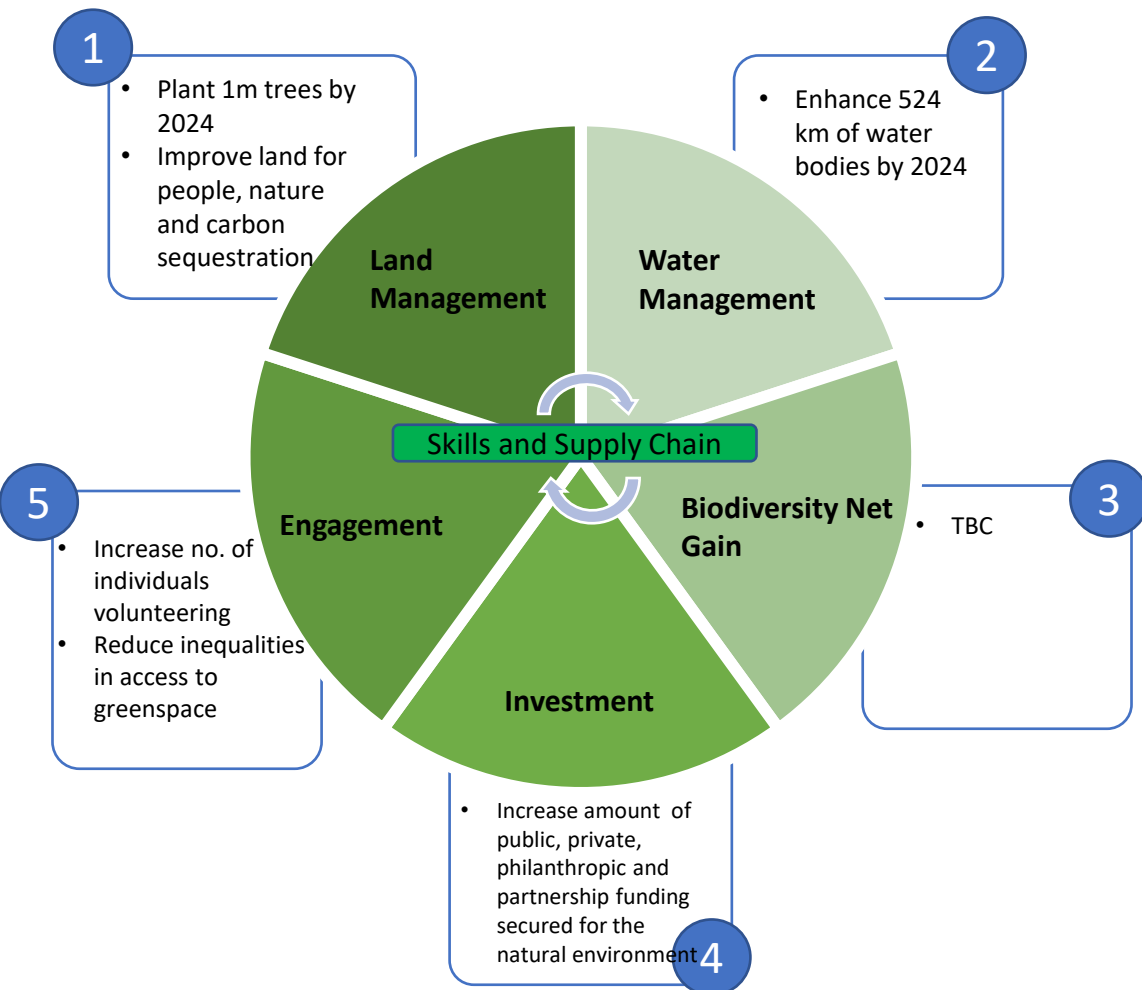 1
• Plant 1m trees by
2024
• Improve land for
people, nature
and carbon
sequestration
Land
Management
2
• Enhance 524
km of water
bodies by 2024
Water
Management
Skills and Supply Chain
3
• TBC
Biodiversity Net
Gain
Investment
• Increase amount of
public, private,
philanthropic and
partnership funding
secured for the
natural environment
4
5
• Increase no. of
individuals
volunteering
• Reduce inequalities
in access to
greenspace
Engagement